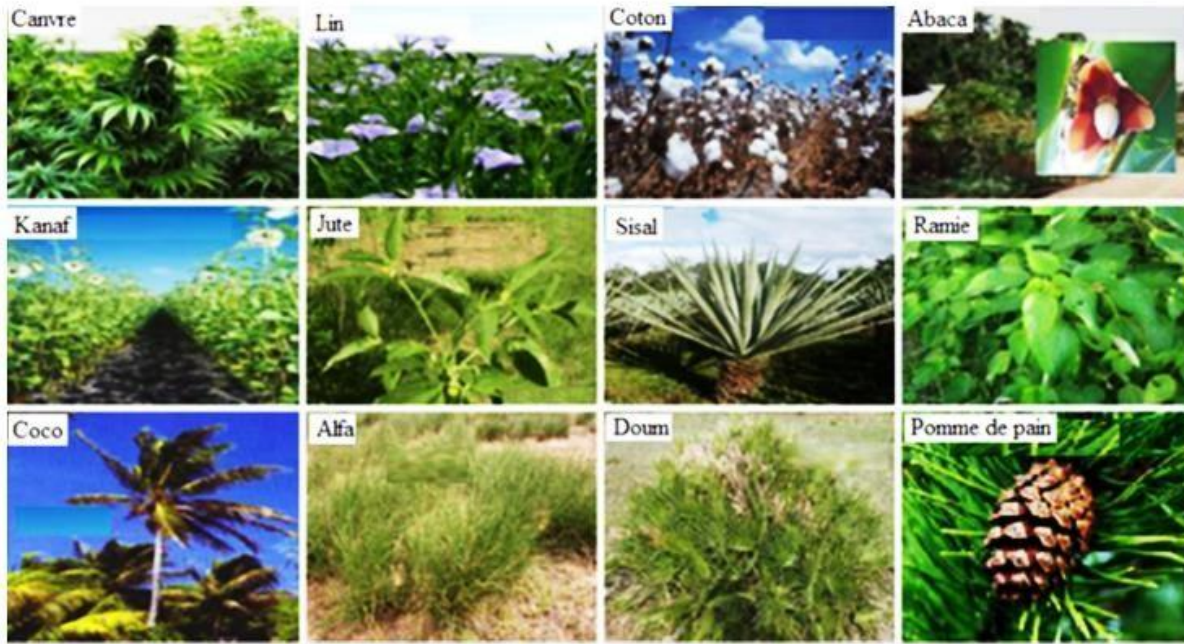 Canvre
Lin
Coton
Abaca
Kanaf
Jute
Sisal
Ramie
Coco
Alfa
Doum
Pomme de pain